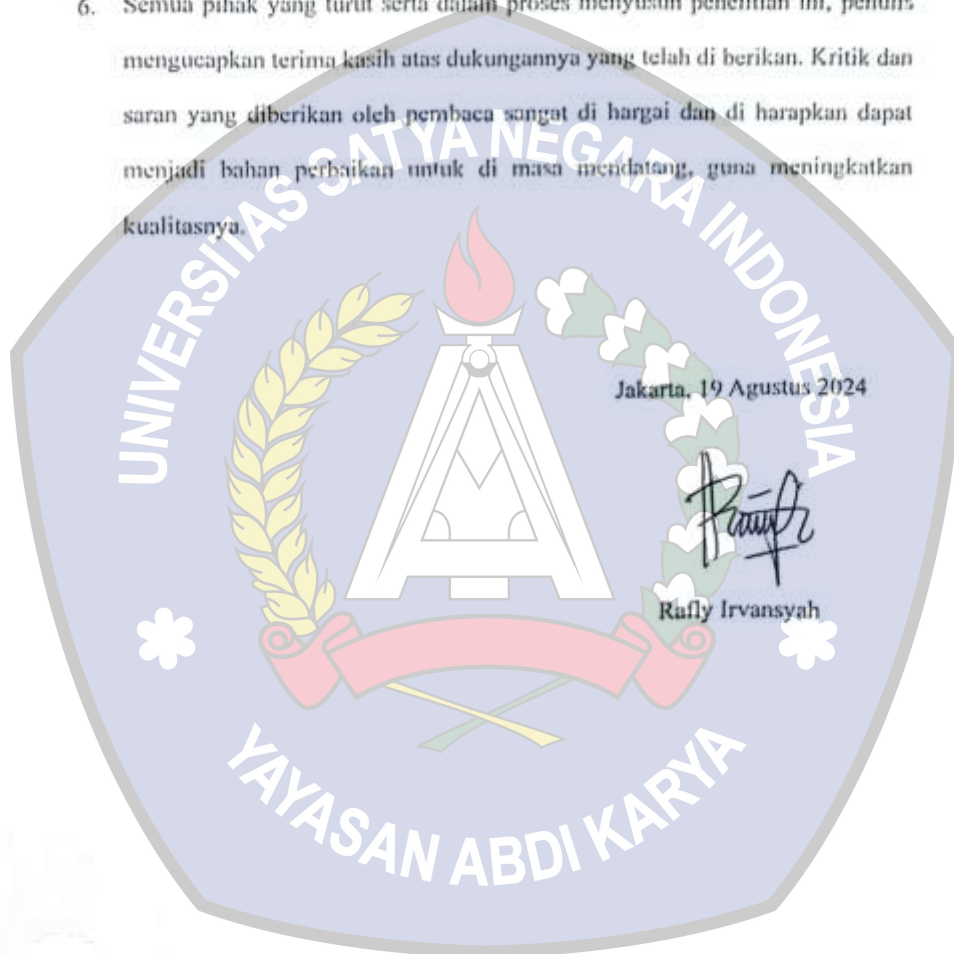 6. Semua pihak yang turut serta dalam proses menyusun penelitian ini, penulis
mengucapkan terima kasih atas dukungannya yang telah di berikan. Kritik dan
saran yang diberikan oleh pembaca sangat di hargai dan di harapkan dapat
menjadi bahan perbaikan untuk di masa mendatang, guna meningkatkan
kualitasnya.
UNIVERSITAS SATYA NEGARA INDONESIA
Jakarta, 19 Agustus 2024
Rafly Irvansyah
YAYASAN ABDI KARYA